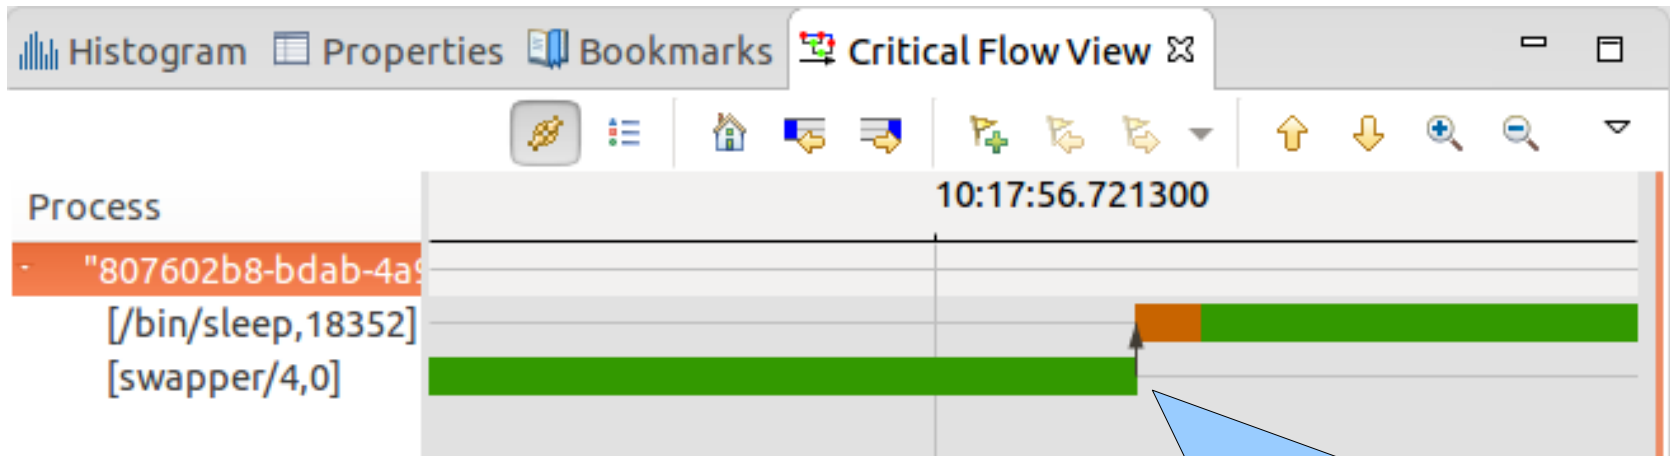 Histogram Properties Bookmarks Critical Flow View
10:17:56.721300
Process
"807602b8-bdab-4a9
[/bin/sleep,18352]
[swapper/4,0]